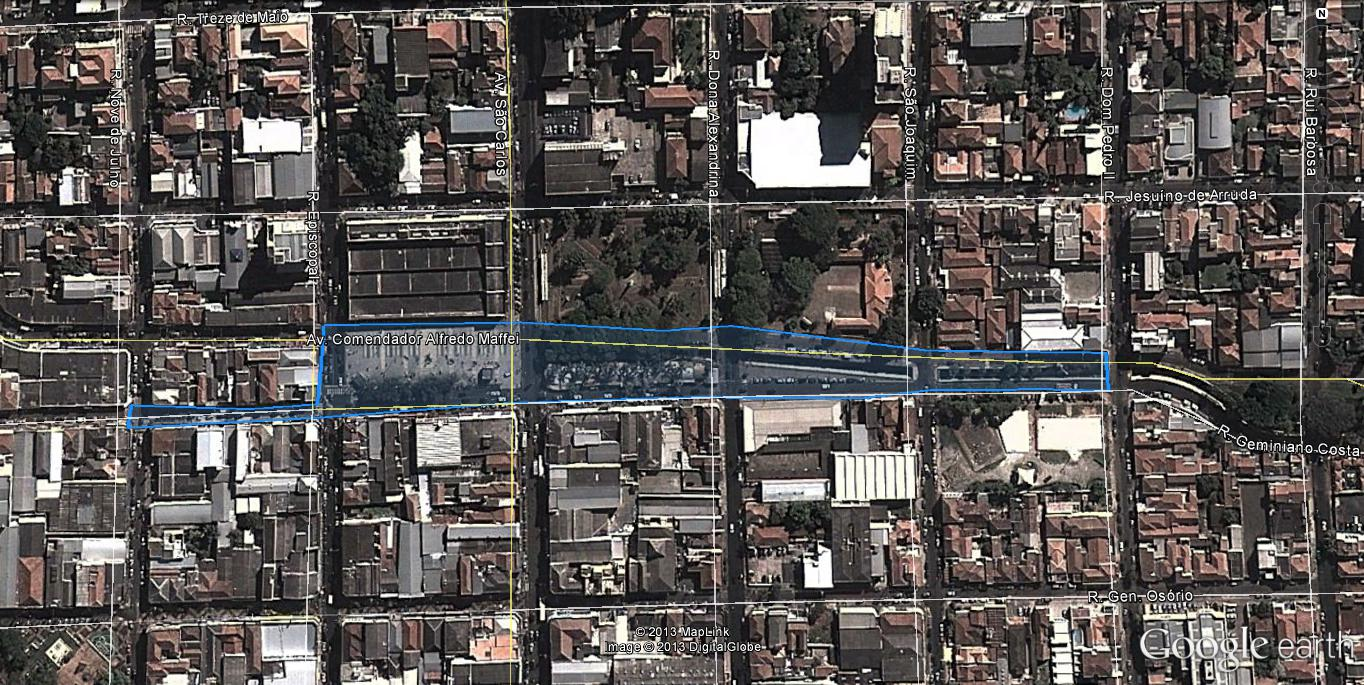 R. Treze de Maio
N
R. Nove de Julho
R. Episcopal
Av. São Carlos
R. Dona Alexandrina
R. São Joaquim
R. Dom Pedro II
R. Rui Barbosa
R. Jesuíno de Arruda
Av. Comendador Alfredo Maffei
R. Geminiano Costa
R. Gen. Osório
© 2013 MapLink
Image © 2013 DigitalGlobe
Google earth